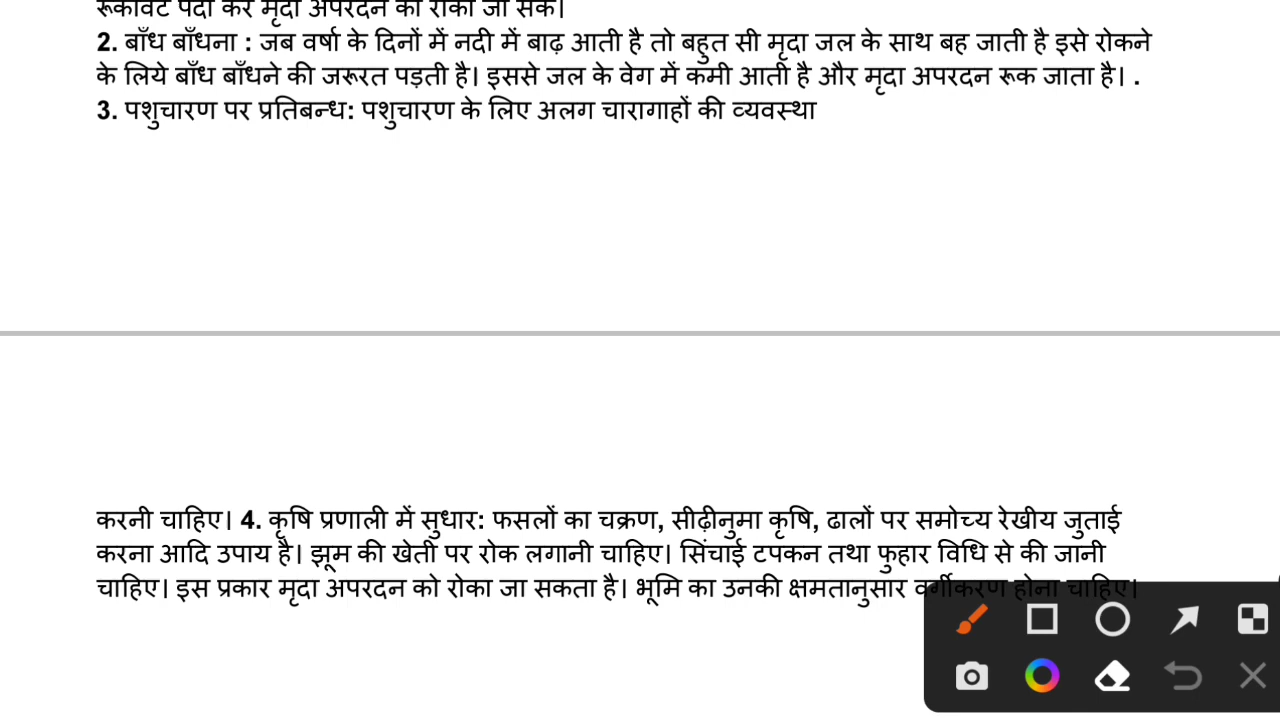 रूकावट पैदा कर मृदा अपरदन को रोका जा सके।
2. बाँध बाँधना : जब वर्षा के दिनों में नदी में बाढ़ आती है तो बहुत सी मृदा जल के साथ बह जाती है इसे रोकने
के लिये बाँध बाँधने की जरूरत पड़ती है। इससे जल के वेग में कमी आती है और मृदा अपरदन रूक जाता है। .
3. पशुचारण पर प्रतिबन्ध: पशुचारण के लिए अलग चारागाहों की व्यवस्था
करनी चाहिए। 4. कृषि प्रणाली में सुधार: फसलों का चक्रण, सीढ़ीनुमा कृषि, ढालों पर समोच्य रेखीय जुताई
करना आदि उपाय है। झूम की खेती पर रोक लगानी चाहिए। सिंचाई टपकन तथा फुहार विधि से की जानी
चाहिए। इस प्रकार मृदा अपरदन को रोका जा सकता है। भूमि का उनकी क्षमतानुसार वर्गीकरण होना चाहिए।